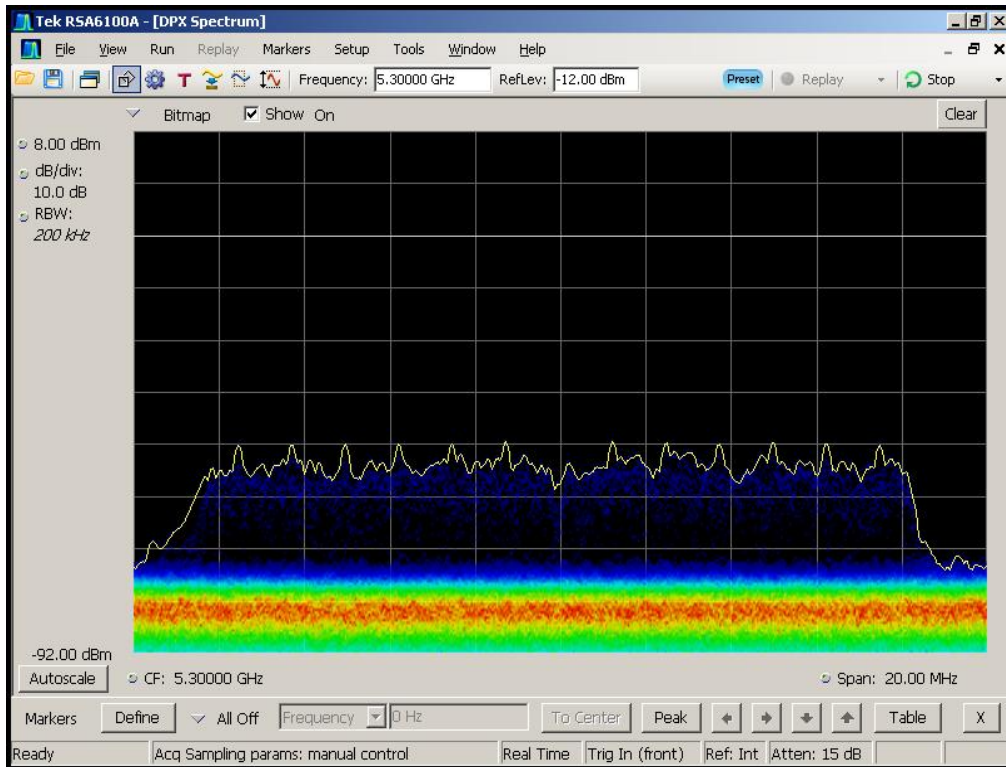 Tek RSA6100A - [DPX Spectrum]
File View Run Replay Markers Setup Tools Window Help
T Frequency: 5.30000 GHz RefLev: -12.00 dBm Preset Replay Stop
Bitmap Show On Clear
8.00 dBm
dB/div:
10.0 dB
RBW:
200 kHz
-92.00 dBm
Autoscale CF: 5.30000 GHz Span: 20.00 MHz
Markers Define All Off Frequency 0 Hz To Center Peak Table X
Ready Acq Sampling params: manual control Real Time Trig In (front) Ref: Int Atten: 15 dB